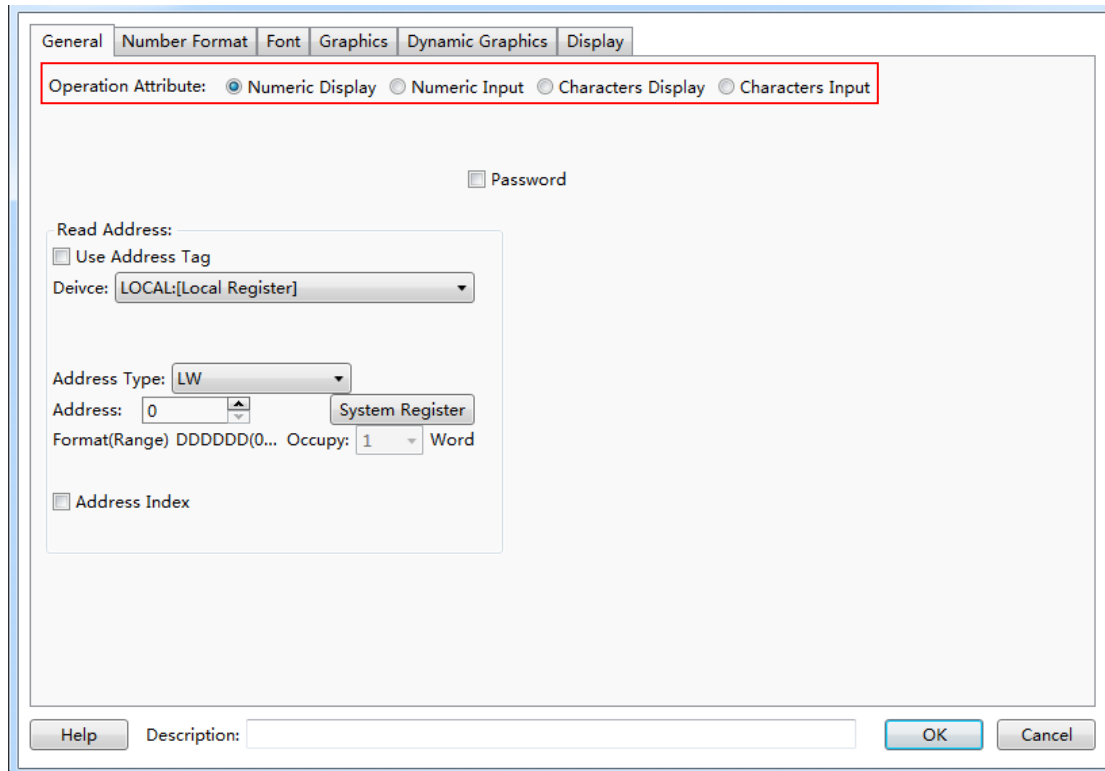 General Number Format Font Graphics Dynamic Graphics Display
Operation Attribute: Numeric Display Numeric Input Characters Display Characters Input
Password
Read Address:
Use Address Tag
Deivce: LOCAL:[Local Register]
Address Type: LW
Address: 0 System Register
Format(Range) DDDDDD(0... Occupy: 1 Word
Address Index
Help Description: OK Cancel